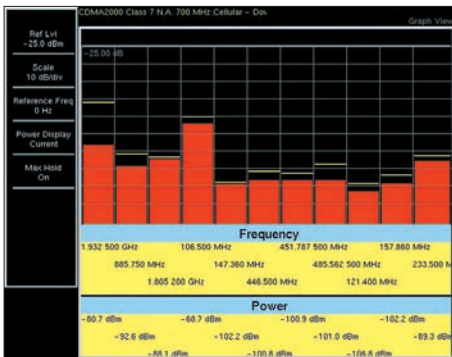 CDMA2000 Class 7 N.A. 700 MHz Cellular - Dow
Graph View
Ref Lvl
-25.0 dBm
Scale
10 dB/div
Reference Freq
0 Hz
Power Display
Current
Max Hold
On
-25.00 dB
Frequency
1.932 500 GHz 106.500 MHz 451.787 500 MHz 157.860 MHz
885.750 MHz 147.360 MHz 485.562 500 MHz 233.500 M
1.805 200 GHz 446.500 MHz 121.400 MHz
Power
-80.7 dBm -68.7 dBm -100.9 dBm -102.2 dBm
-92.6 dBm -102.2 dBm -101.0 dBm -89.3 dBm
-88.1 dBm -100.8 dBm -106.8 dBm